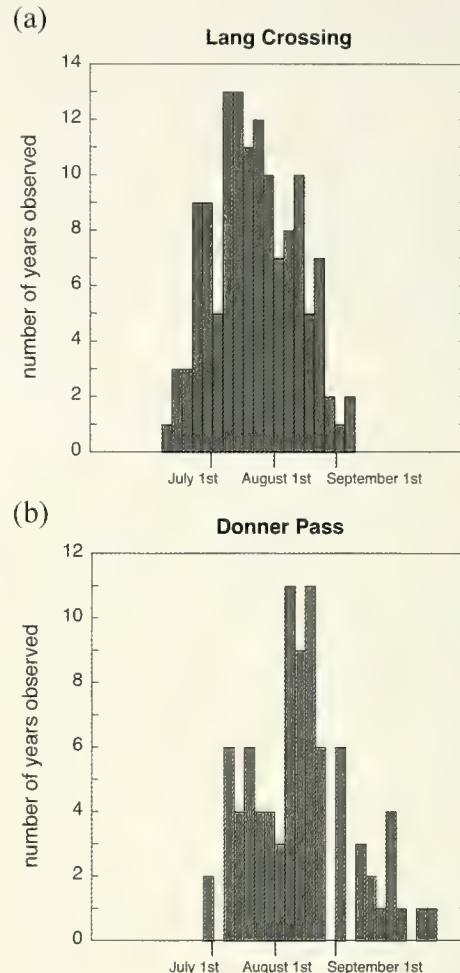 (a)
Lang Crossing
number of years observed
14
12
10
8
6
4
2
0
July 1st August 1st September 1st
(b)
Donner Pass
number of years observed
12
10
8
6
4
2
0
July 1st August 1st September 1st